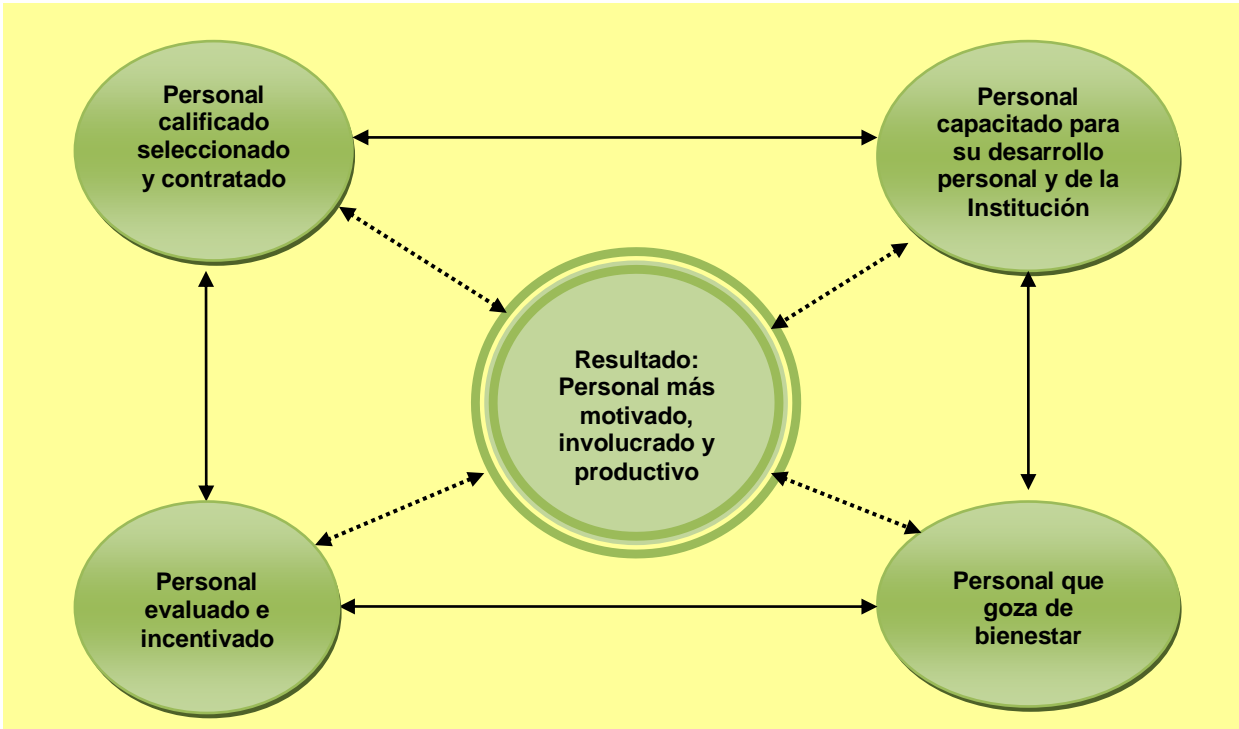 Personal
calificado
seleccionado
y contratado
Personal
capacitado para
su desarrollo
personal y de la
Institución
Resultado:
Personal más
motivado,
involucrado y
productivo
Personal
evaluado e
incentivado
Personal que
goza de
bienestar